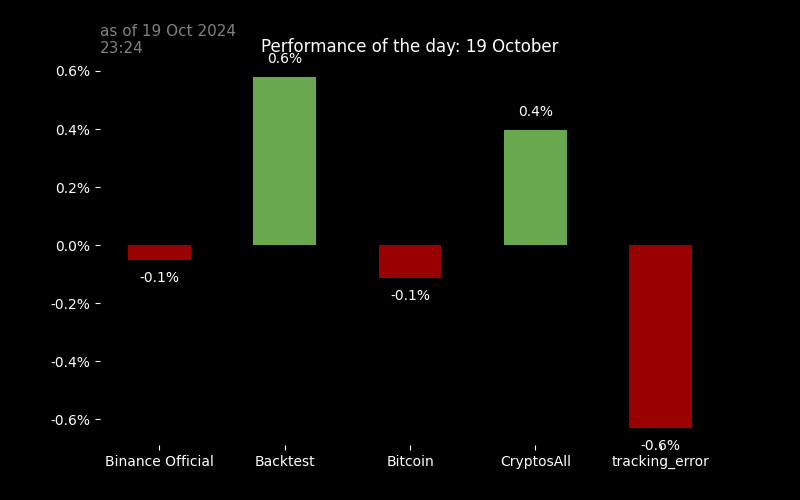 as of 19 Oct 2024
23:24
Performance of the day: 19 October
0.6%
0.6%
0.4%
0.4%
0.2%
0.0%
-0.1%
-0.1%
-0.2%
-0.4%
-0.6%
-0.6%
Binance Official
Backtest
Bitcoin
CryptosAll
tracking_error